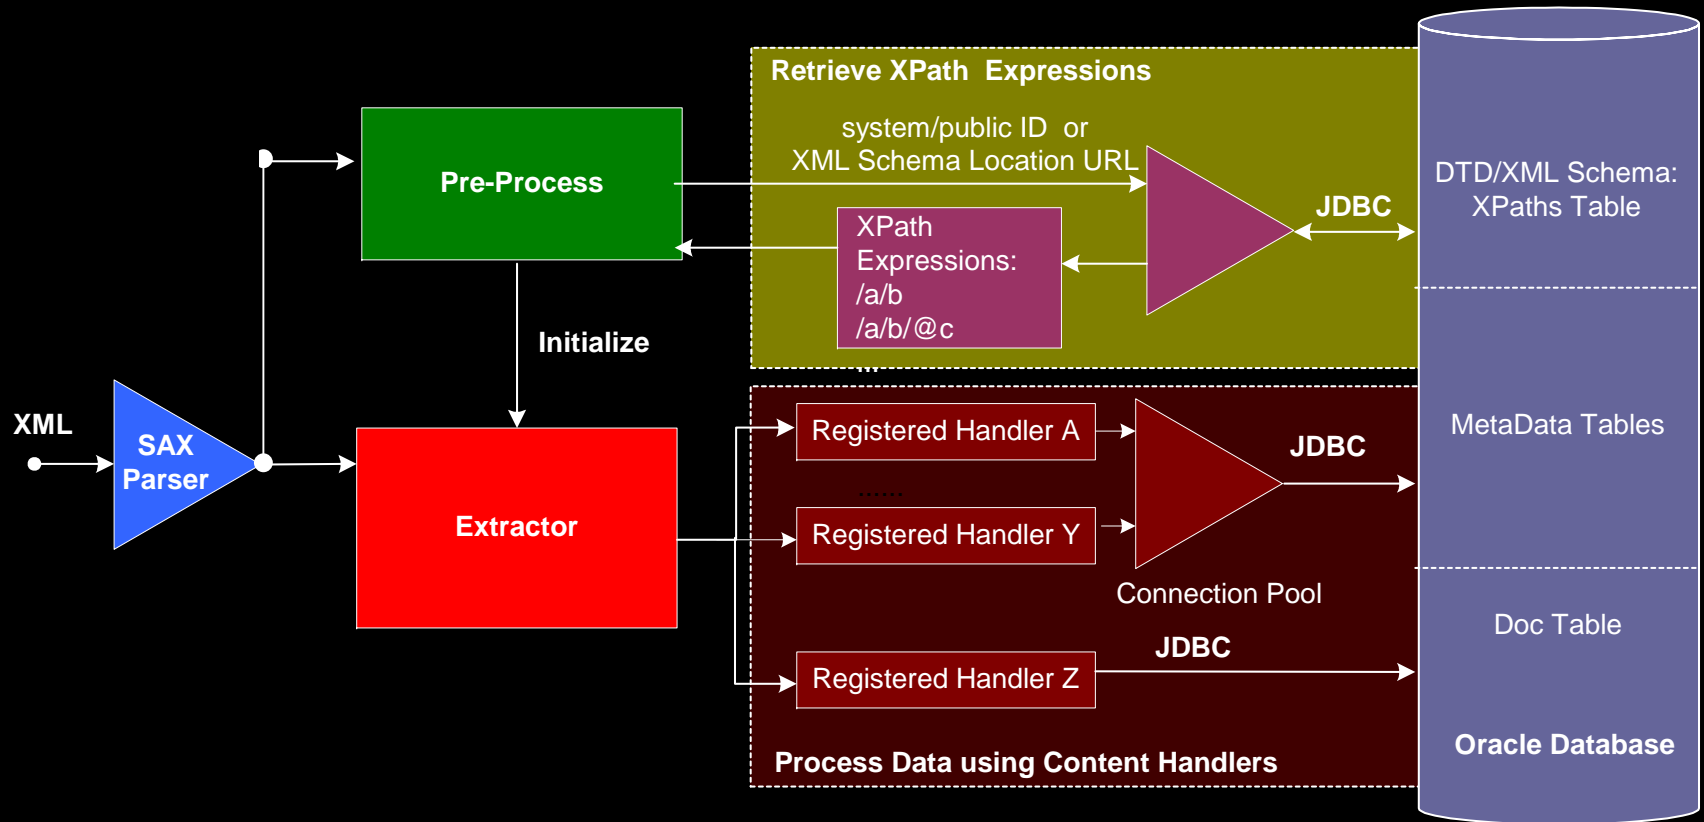 Retrieve XPath Expressions
system/public ID or
XML Schema Location URL
Pre-Process
XPath
Expressions:
/a/b
/a/b/@c
...
JDBC
DTD/XML Schema:
XPaths Table
Initialize
XML
SAX
Parser
Extractor
Registered Handler A
......
Registered Handler Y
Connection Pool
JDBC
MetaData Tables
Registered Handler Z
JDBC
Doc Table
Process Data using Content Handlers
Oracle Database